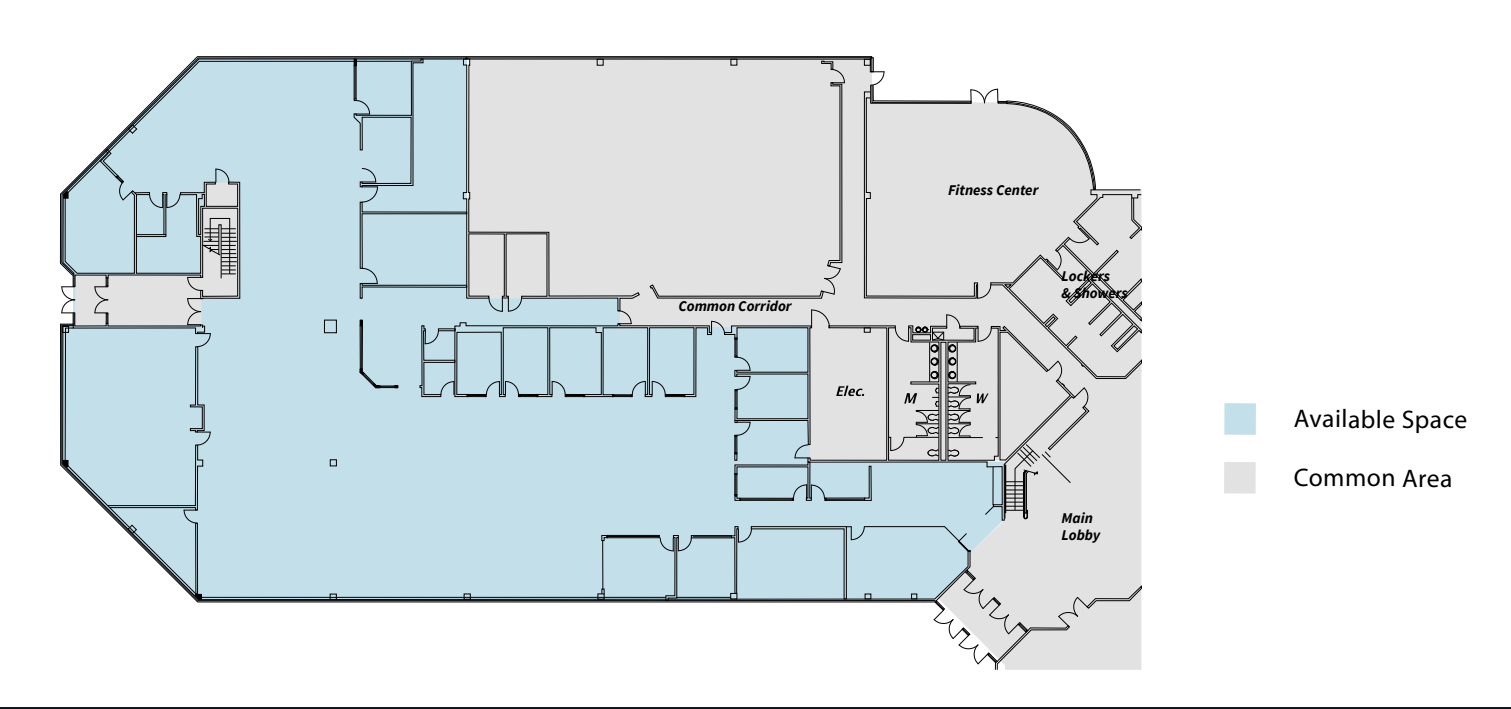 Fitness Center
Lockers
& Showers
Common Corridor
Elec.
M
W
Available Space
Common Area
Main
Lobby